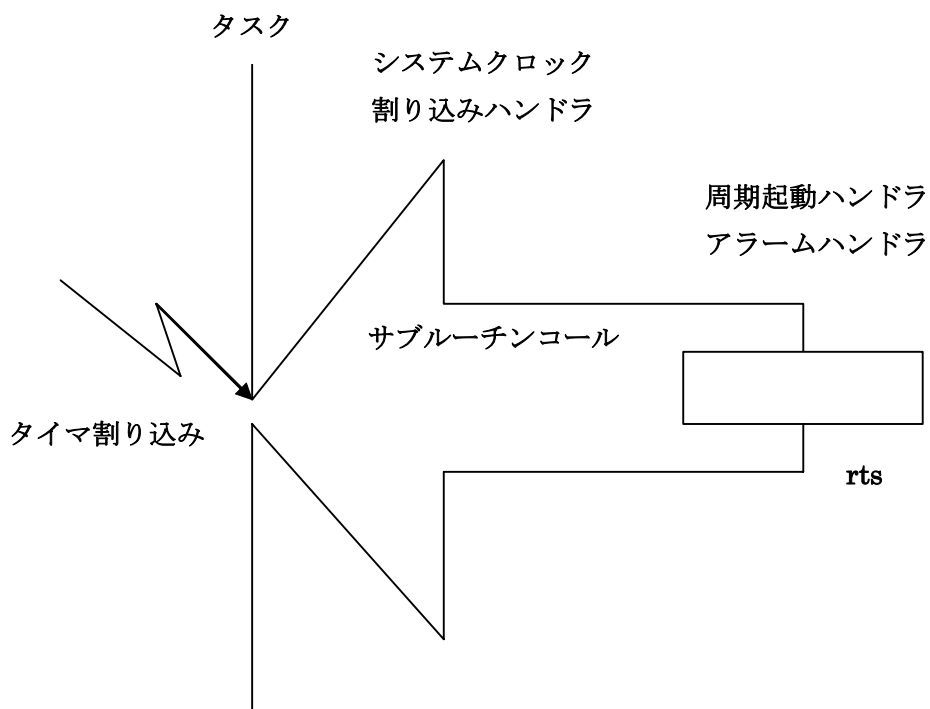 タスク
システムクロック
割り込みハンドラ
周期起動ハンドラ
アラームハンドラ
サブルーチンコール
タイマ割り込み
rts